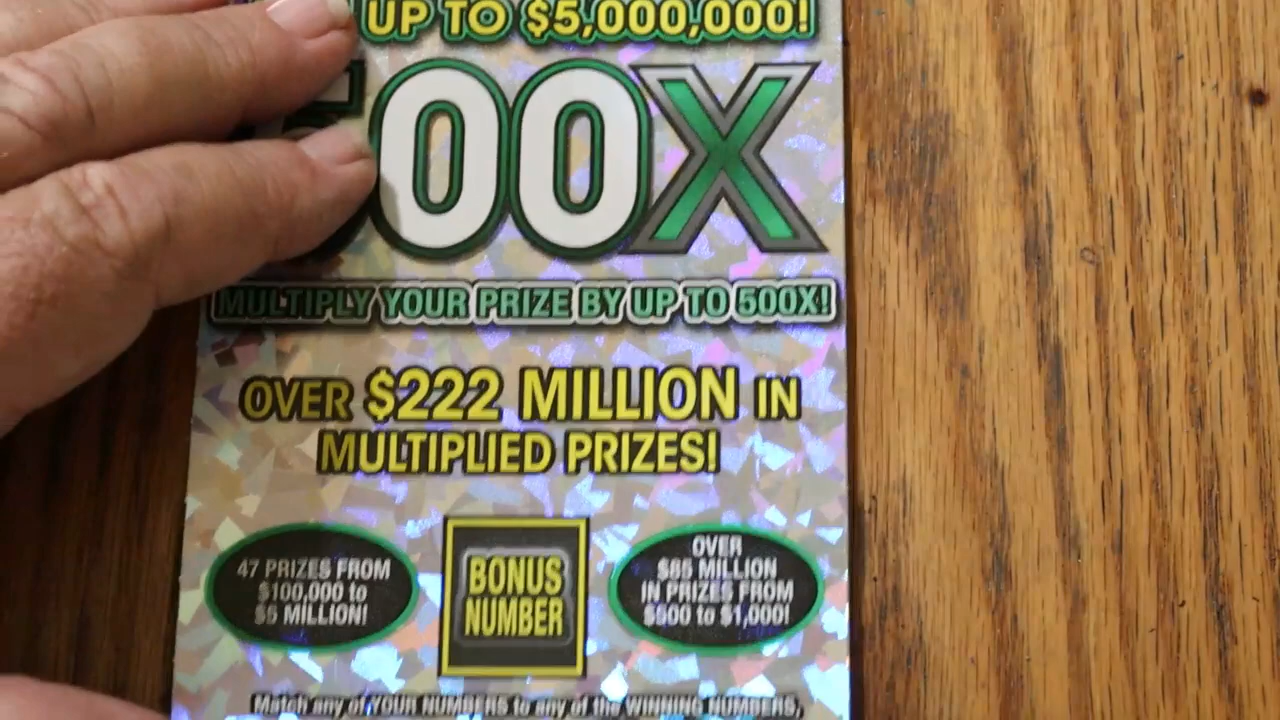 UP TO $5,000,000!
00X
MULTIPLY YOUR PRIZE BY UP TO 500X!
OVER $222 MILLION IN
MULTIPLIED PRIZES!
47 PRIZES FROM
$100,000 to
$5 MILLION!
BONUS
NUMBER
OVER
$85 MILLION
IN PRIZES FROM
$500 to $1,000!
Match any of YOUR NUMBERS to any of the WINNING NUMBERS,